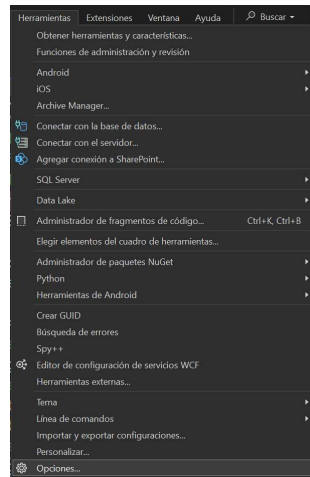 Herramientas Extensiones Ventana Ayuda Buscar
Obtener herramientas y características...
Funciones de administración y revisión
Android
iOS
Archive Manager...
Conectar con la base de datos...
Conectar con el servidor...
Agregar conexión a SharePoint...
SQL Server
Data Lake
Administrador de fragmentos de código... Ctrl+K, Ctrl+B
Elegir elementos del cuadro de herramientas...
Administrador de paquetes NuGet
Python
Herramientas de Android
Crear GUID
Búsqueda de errores
Spy++
Editor de configuración de servicios WCF
Herramientas externas...
Tema
Línea de comandos
Importar y exportar configuraciones...
Personalizar...
Opciones...